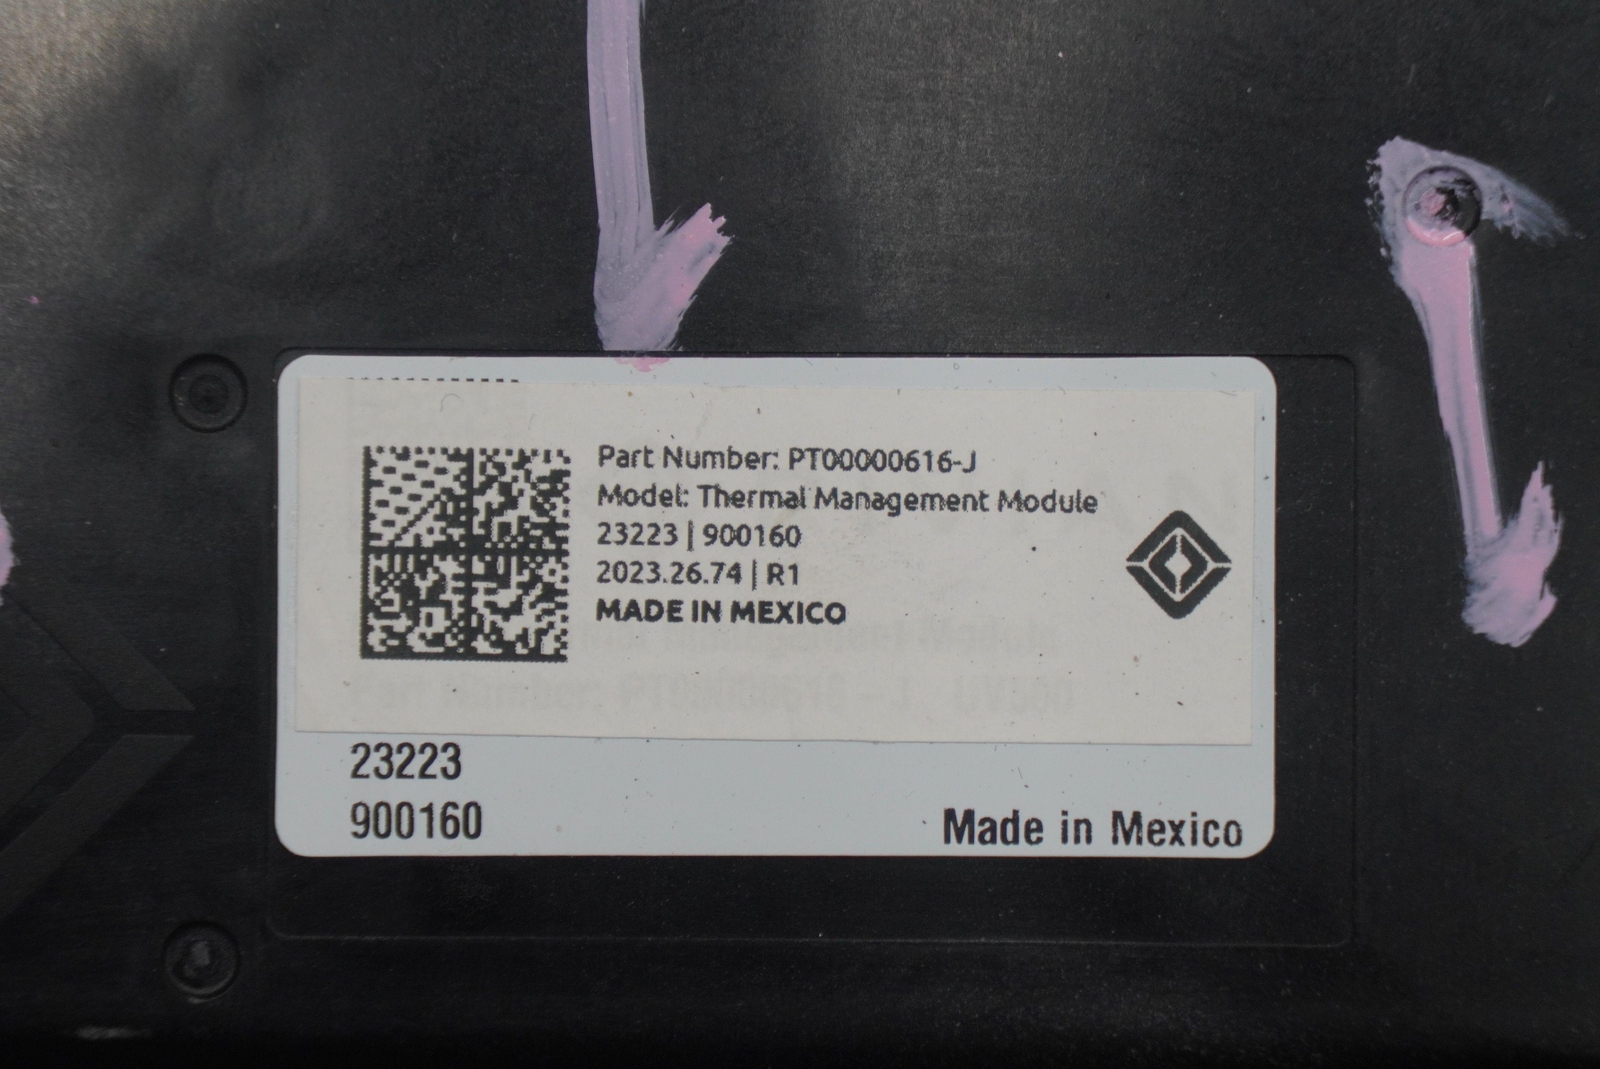 Part Number: PT00000616-J
Model: Thermal Management Module
23223 | 900160
2023.26.74 | R1
MADE IN MEXICO
23223
900160
Made in Mexico